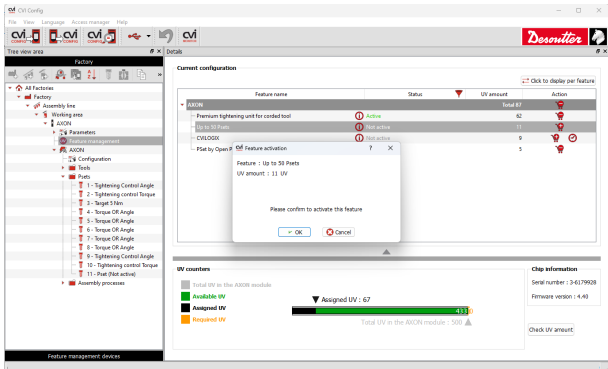 CVI Config
File View Language Access manager Help
CVi CONFIG CVi CONFIG CVi CONFIG CVi
Desoutter
Tree view area
Details
Factory
All Factories
Factory
Assembly line
Working area
AXON
Parameters
Feature management
AXON
Configuration
Tools
Psets
1 - Tightening Control Angle
2 - Tightening control Torque
3 - Target 5 Nm
4 - Torque OR Angle
5 - Torque OR Angle
6 - Torque OR Angle
7 - Torque OR Angle
8 - Torque OR Angle
9 - Tightening Control Angle
10 - Tightening control Torque
11 - Pset (Not active)
Assembly processes
Feature management devices
Current configuration
Click to display per feature
Feature name Status UV amount Action
AXON Total 87
Premium tightening unit for corded tool Active 62
Up to 50 Psets Not active 11
CVILOGIX Not active 9
PSet by Open P 5
Feature activation ? X
Feature : Up to 50 Psets
UV amount : 11 UV
Please confirm to activate this feature
OK Cancel
UV counters
Total UV in the AXON module
Available UV
Assigned UV
Required UV
Assigned UV : 67
433
Total UV in the AXON module : 500
Chip information
Serial number : 3-6179928
Firmware version : 4.40
Check UV amount